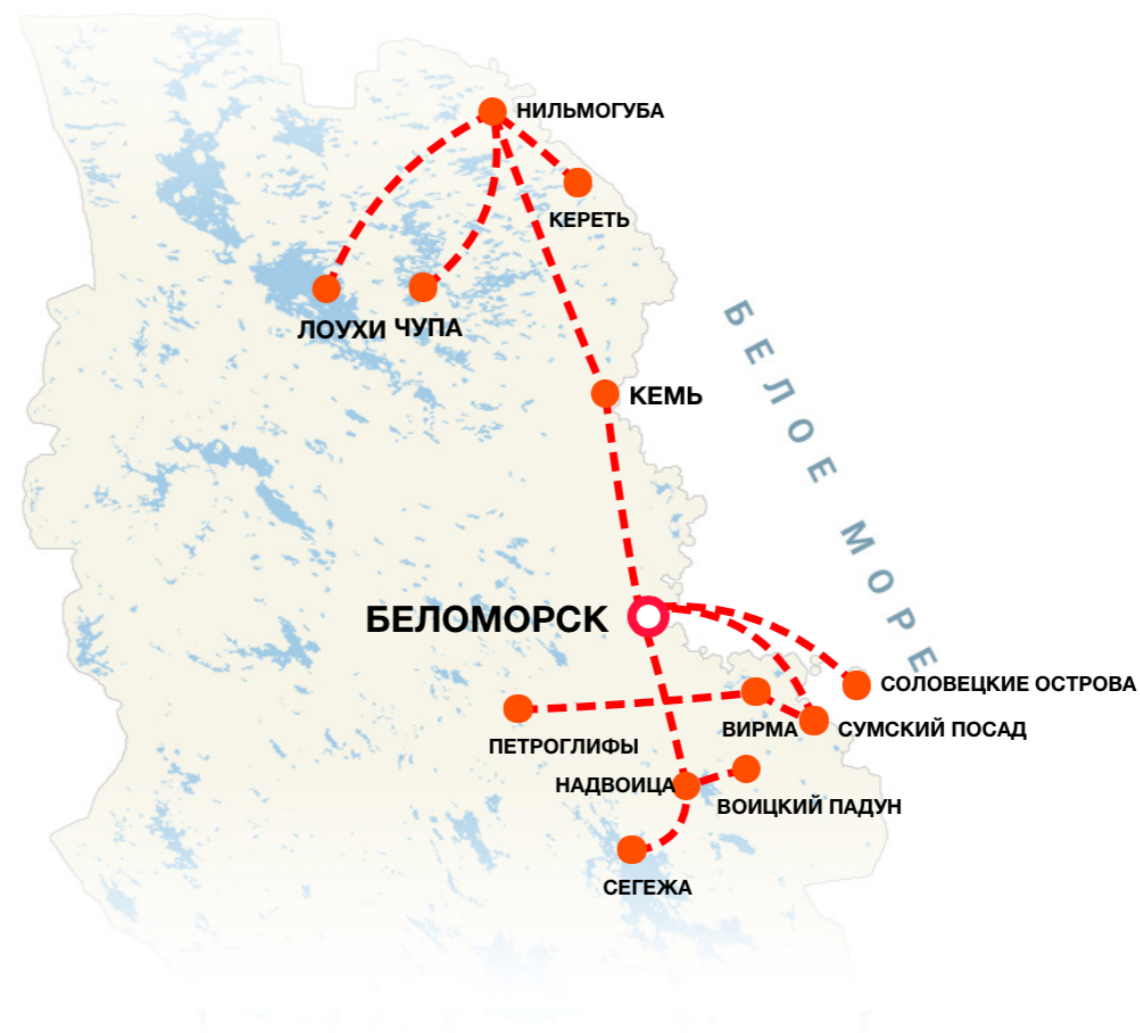 НИЛЬМОГУБА
КЕРЕТЬ
ЛОУХИ
ЧУПА
КЕМЬ
БЕЛОЕ МОРЕ
БЕЛОМОРСК
СОЛОВЕЦКИЕ ОСТРОВА
ВИРМА
СУМСКИЙ ПОСАД
ПЕТРОГЛИФЫ
НАДВОИЦА
ВОИЦКИЙ ПАДУН
СЕГЕЖА